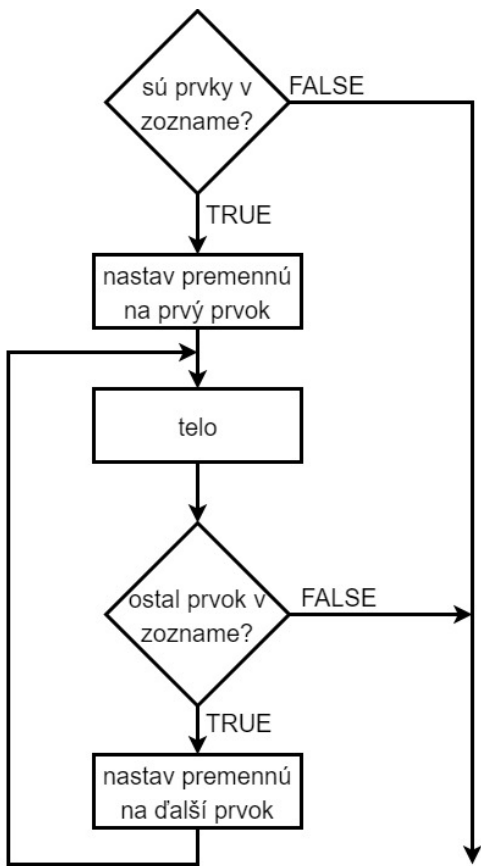 sú prvky v
zozname?
FALSE
TRUE
nastav premennú
na prvý prvok
telo
ostal prvok v
zozname?
FALSE
TRUE
nastav premennú
na ďalší prvok